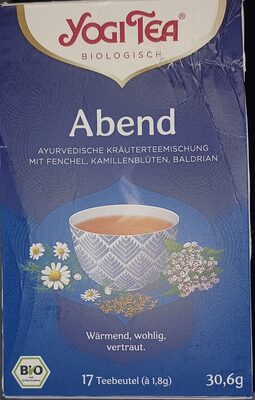 YOGI TEA
BIOLOGISCH
Abend
AYURVEDISCHE KRÄUTERTEEMISCHUNG
MIT FENCHEL, KAMILLENBLÜTEN, BALDRIAN
Wärmend, wohlig,
vertraut.
BIO
17 Teebeutel (à 1,8g)
30,6g